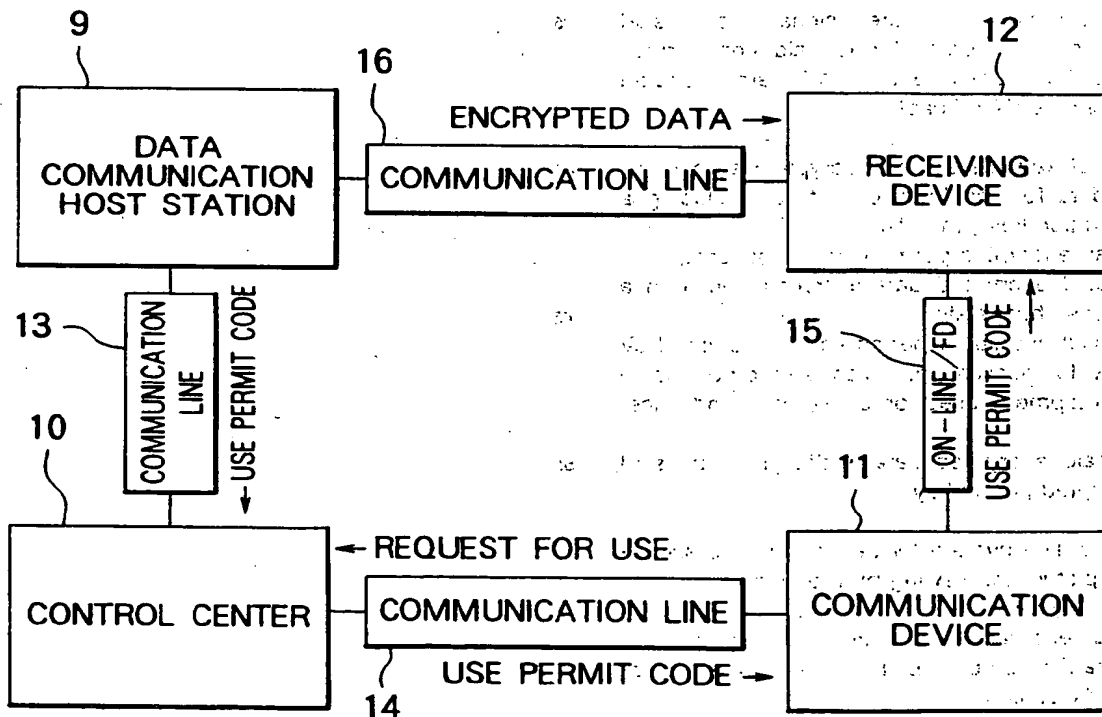 9
16
12
ENCRYPTED DATA →
DATA
COMMUNICATION
HOST STATION
COMMUNICATION LINE
RECEIVING
DEVICE
13
COMMUNICATION
LINE
← USE PERMIT CODE
15
ON-LINE/FD
USE PERMIT CODE →
10
11
← REQUEST FOR USE
CONTROL CENTER
COMMUNICATION LINE
COMMUNICATION
DEVICE
USE PERMIT CODE →
14